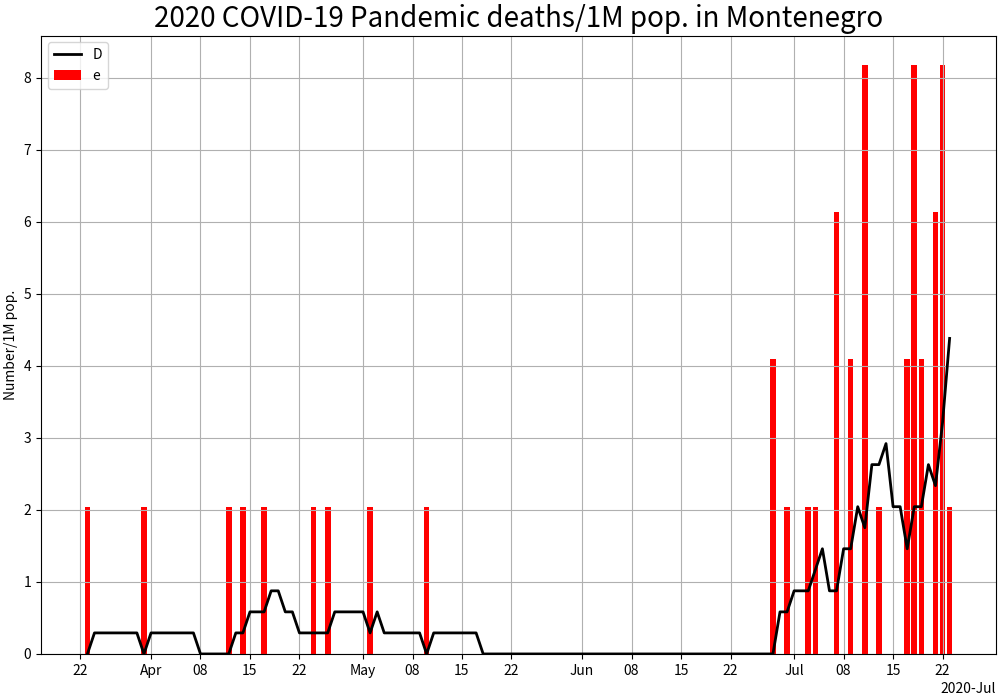 2020 COVID-19 Pandemic deaths/1M pop. in Montenegro
D
e
Number/1M pop.
8
7
6
5
4
3
2
1
0
22 Apr 08 15 22 May 08 15 22 Jun 08 15 22 Jul 08 15 22
2020-Jul